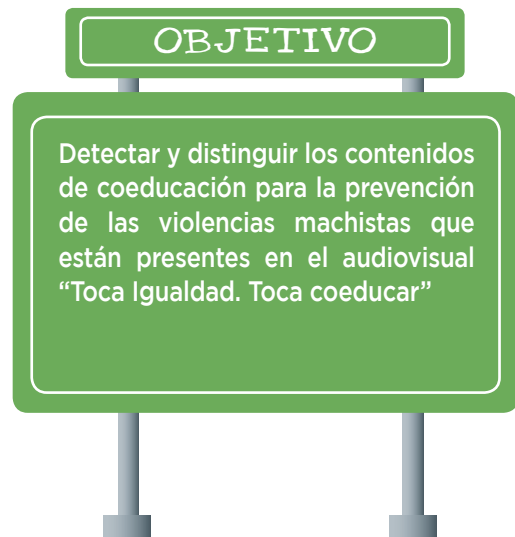 OBJETIVO
Detectar y distinguir los contenidos
de coeducación para la prevención
de las violencias machistas que
están presentes en el audiovisual
“Toca Igualdad. Toca coeducar”